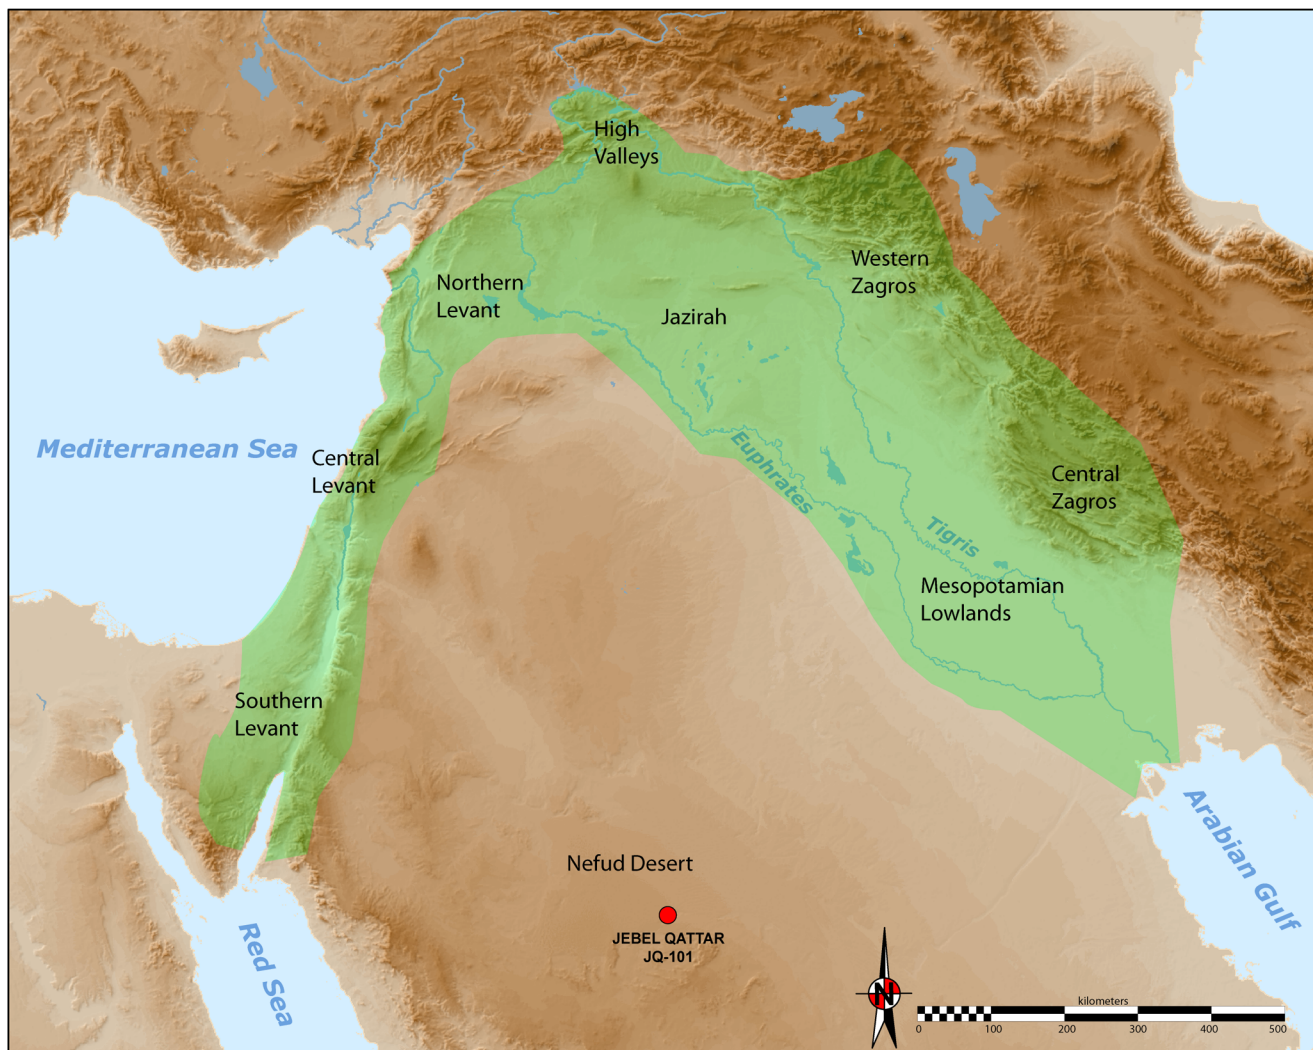 High
Valleys
Western
Zagros
Northern
Levant
Jazirah
Mediterranean Sea
Central
Levant
Euphrates
Central
Zagros
Tigris
Mesopotamian
Lowlands
Southern
Levant
Arabian Gulf
Nefud Desert
JEBEL QATTAR
JQ-101
Red Sea
N
kilometers
0 100 200 300 400 500